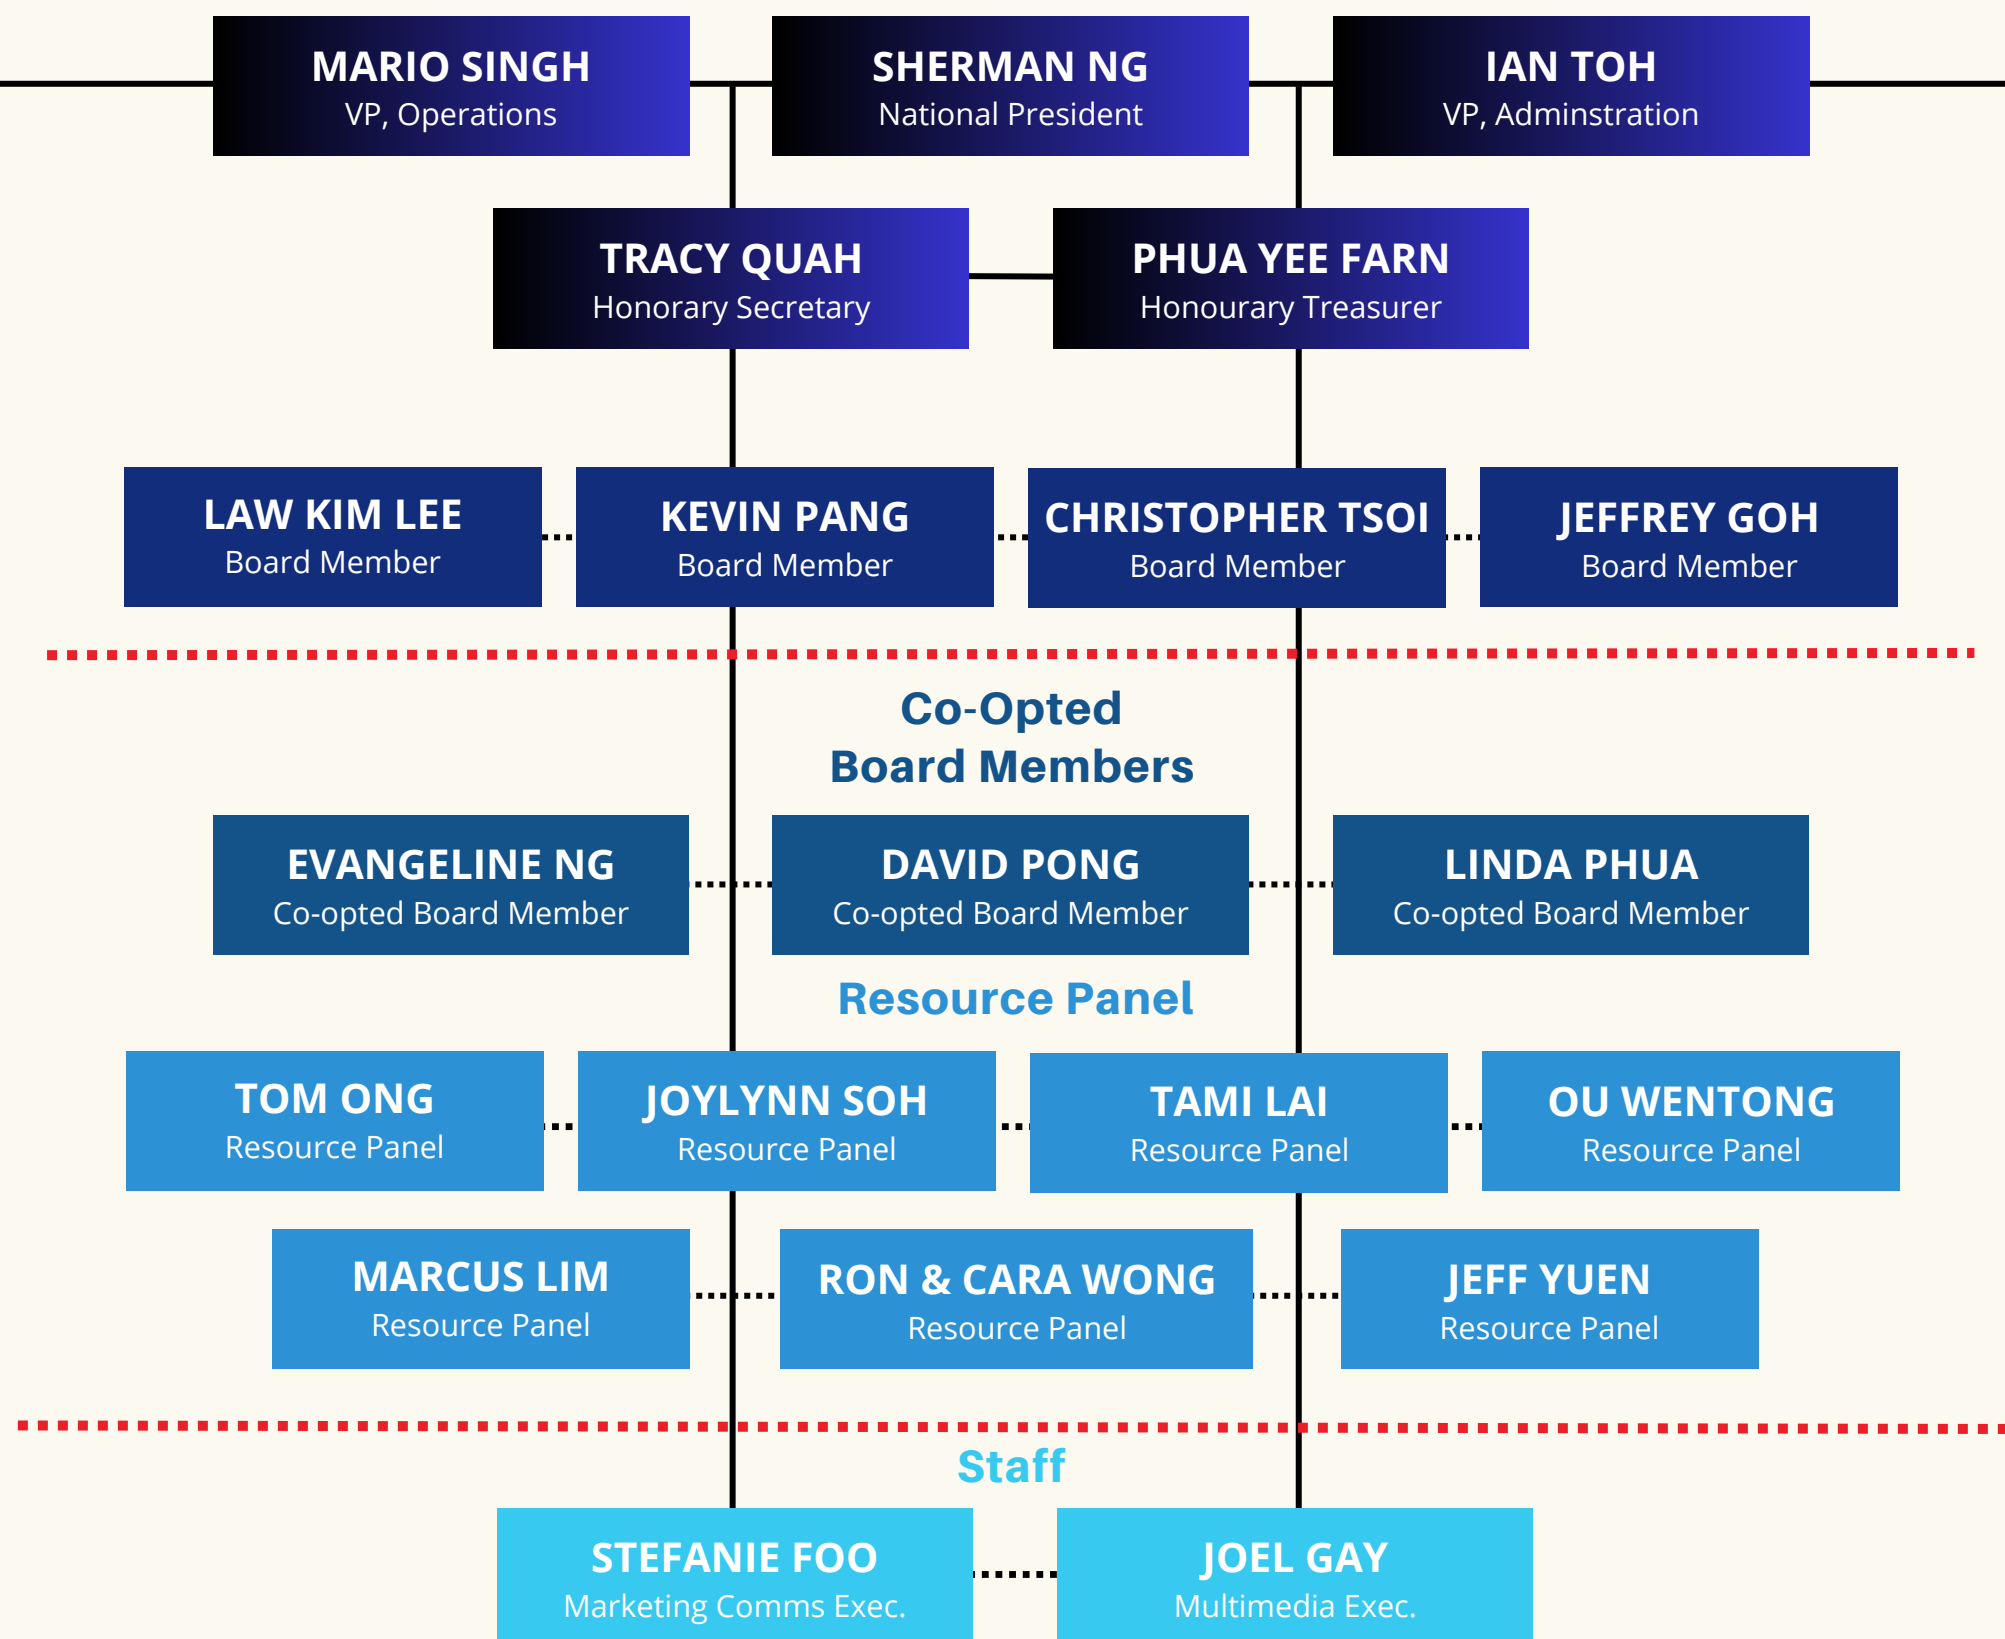 MARIO SINGH
VP, Operations
SHERMAN NG
National President
IAN TOH
VP, Adminstration
TRACY QUAH
Honorary Secretary
PHUA YEE FARN
Honourary Treasurer
LAW KIM LEE
Board Member
KEVIN PANG
Board Member
CHRISTOPHER TSOI
Board Member
JEFFREY GOH
Board Member
Co-Opted
Board Members
EVANGELINE NG
Co-opted Board Member
DAVID PONG
Co-opted Board Member
LINDA PHUA
Co-opted Board Member
Resource Panel
TOM ONG
Resource Panel
JOYLYNN SOH
Resource Panel
TAMI LAI
Resource Panel
OU WENTONG
Resource Panel
MARCUS LIM
Resource Panel
RON & CARA WONG
Resource Panel
JEFF YUEN
Resource Panel
Staff
STEFANIE FOO
Marketing Comms Exec.
JOEL GAY
Multimedia Exec.